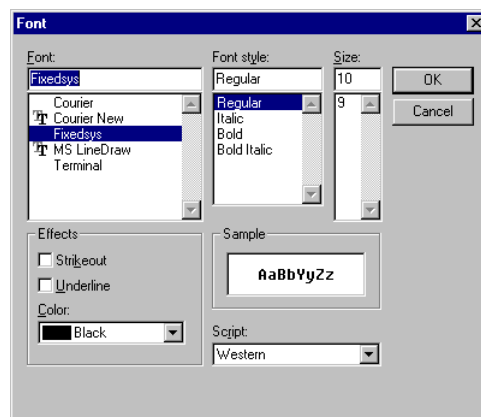 Font
Font: Font style: Size:
Fixedsys Regular 10 OK
Courier Regular 9 Cancel
Courier New Italic
Fixedsys Bold
MS LineDraw Bold Italic
Terminal
Effects Sample
Strikeout AaBbYyZz
Underline
Color:
Black
Script:
Western